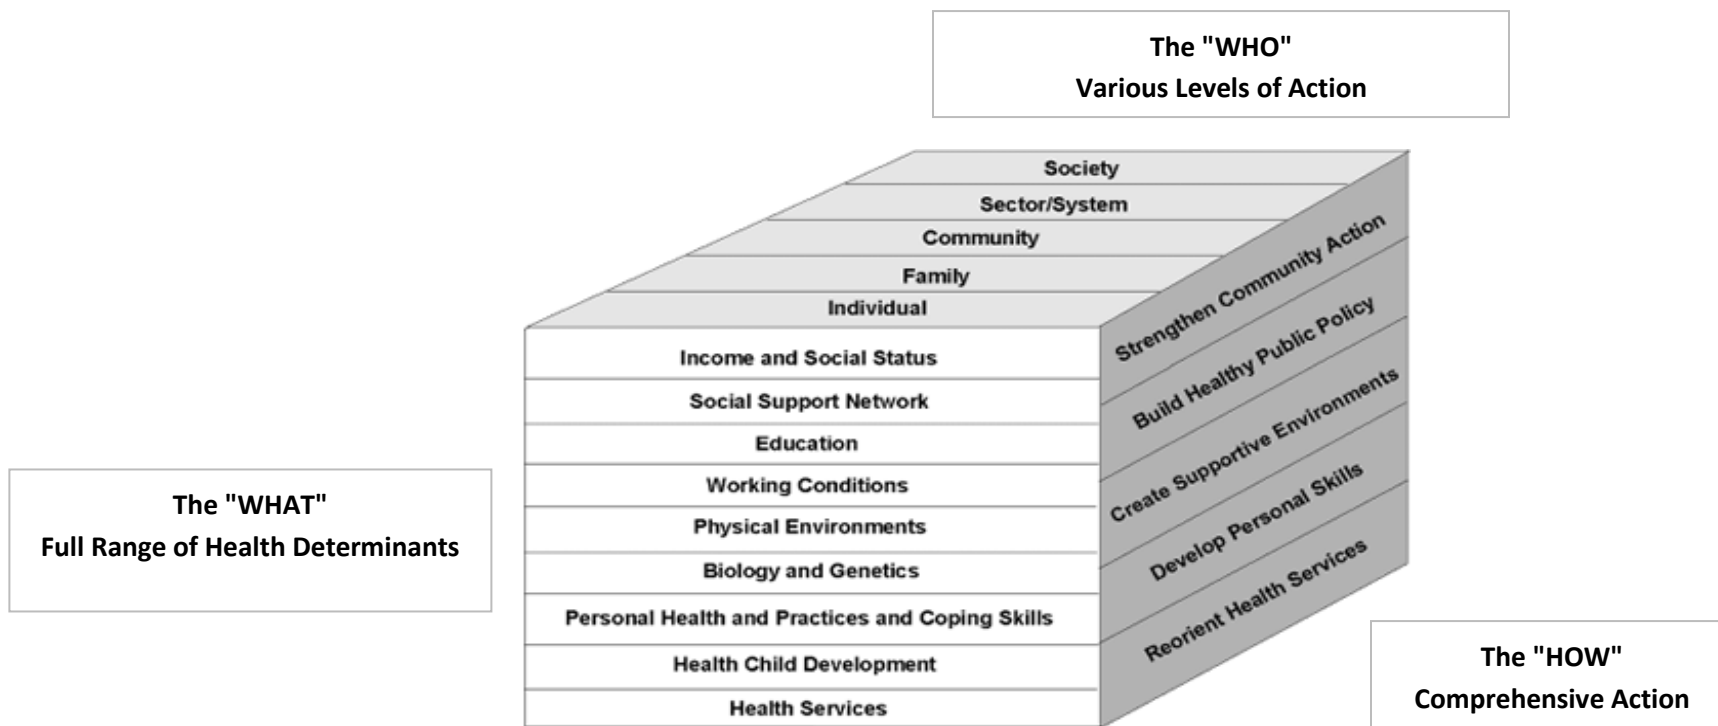 The "WHO"
Various Levels of Action
Society
Sector/System
Community
Family
Individual
Income and Social Status
Social Support Network
Education
Working Conditions
Physical Environments
Biology and Genetics
Personal Health and Practices and Coping Skills
Health Child Development
Health Services
Strengthen Community Action
Build Healthy Public Policy
Create Supportive Environments
Develop Personal Skills
Reorient Health Services
The "WHAT"
Full Range of Health Determinants
The "HOW"
Comprehensive Action